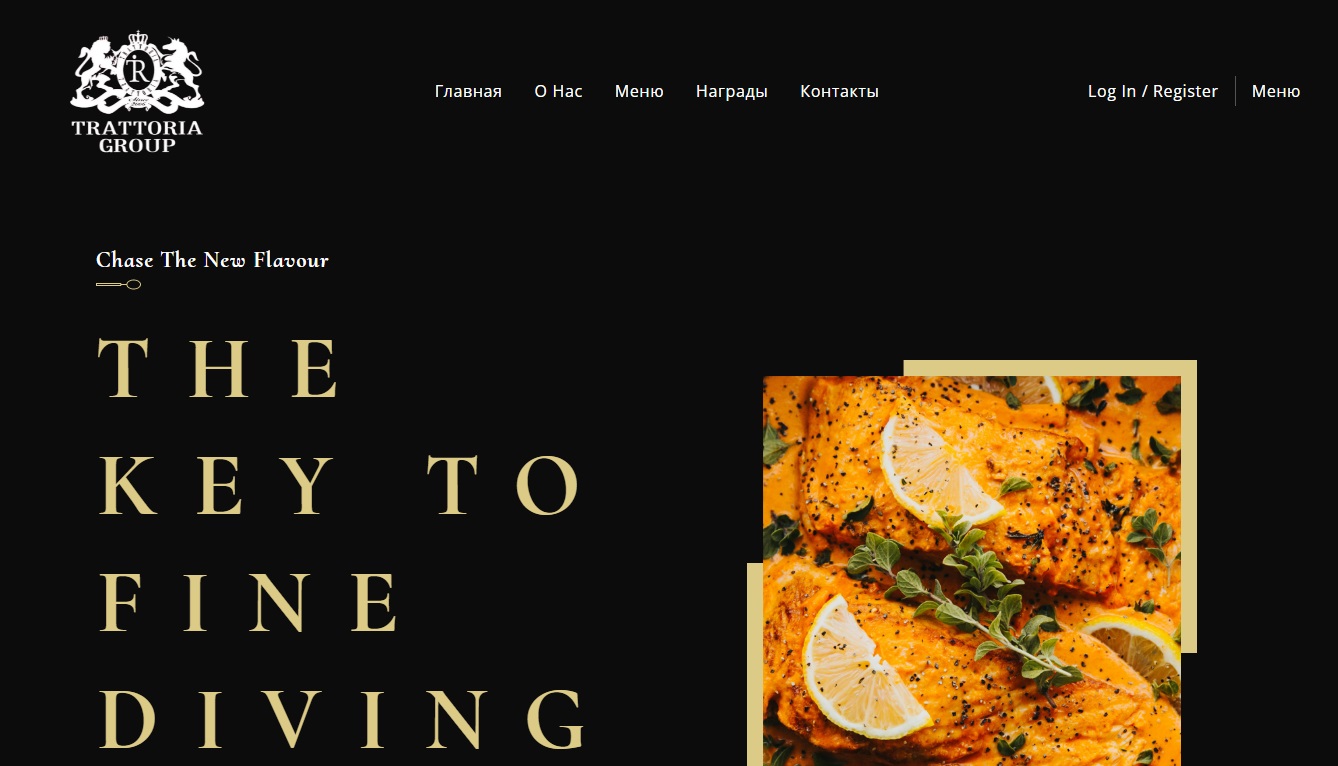 TRATTORIA
GROUP
Главная О Нас Меню Награды Контакты
Log In / Register Меню
Chase The New Flavour
THE
KEY TO
FINE
DIVING